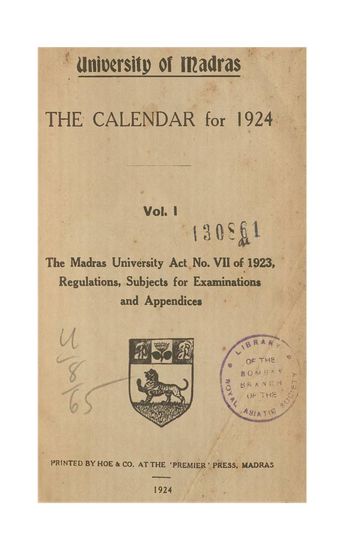 University of Madras
THE CALENDAR for 1924
Vol. I
130861
The Madras University Act No. VII of 1923,
Regulations, Subjects for Examinations
and Appendices
LIBRARY
OF THE
BOMBAY
BRANCH
OF THE
ROYAL ASIATIC SOCIETY
PRINTED BY HOE & CO. AT THE 'PREMIER' PRESS, MADRAS
1924